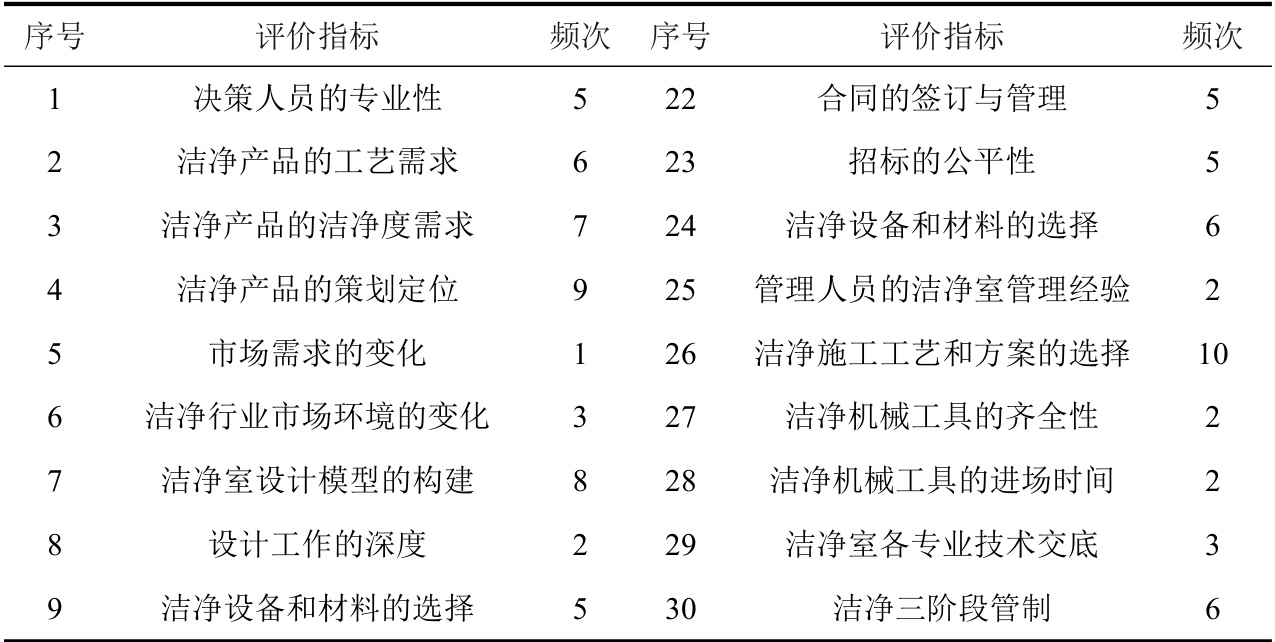 序号 评价指标 频次 序号 评价指标 频次
1 决策人员的专业性 5 22 合同的签订与管理 5
2 洁净产品的工艺需求 6 23 招标的公平性 5
3 洁净产品的洁净度需求 7 24 洁净设备和材料的选择 6
4 洁净产品的策划定位 9 25 管理人员的洁净室管理经验 2
5 市场需求的变化 1 26 洁净施工工艺和方案的选择 10
6 洁净行业市场环境的变化 3 27 洁净机械工具的齐全性 2
7 洁净室设计模型的构建 8 28 洁净机械工具的进场时间 2
8 设计工作的深度 2 29 洁净室各专业技术交底 3
9 洁净设备和材料的选择 5 30 洁净三阶段管制 6